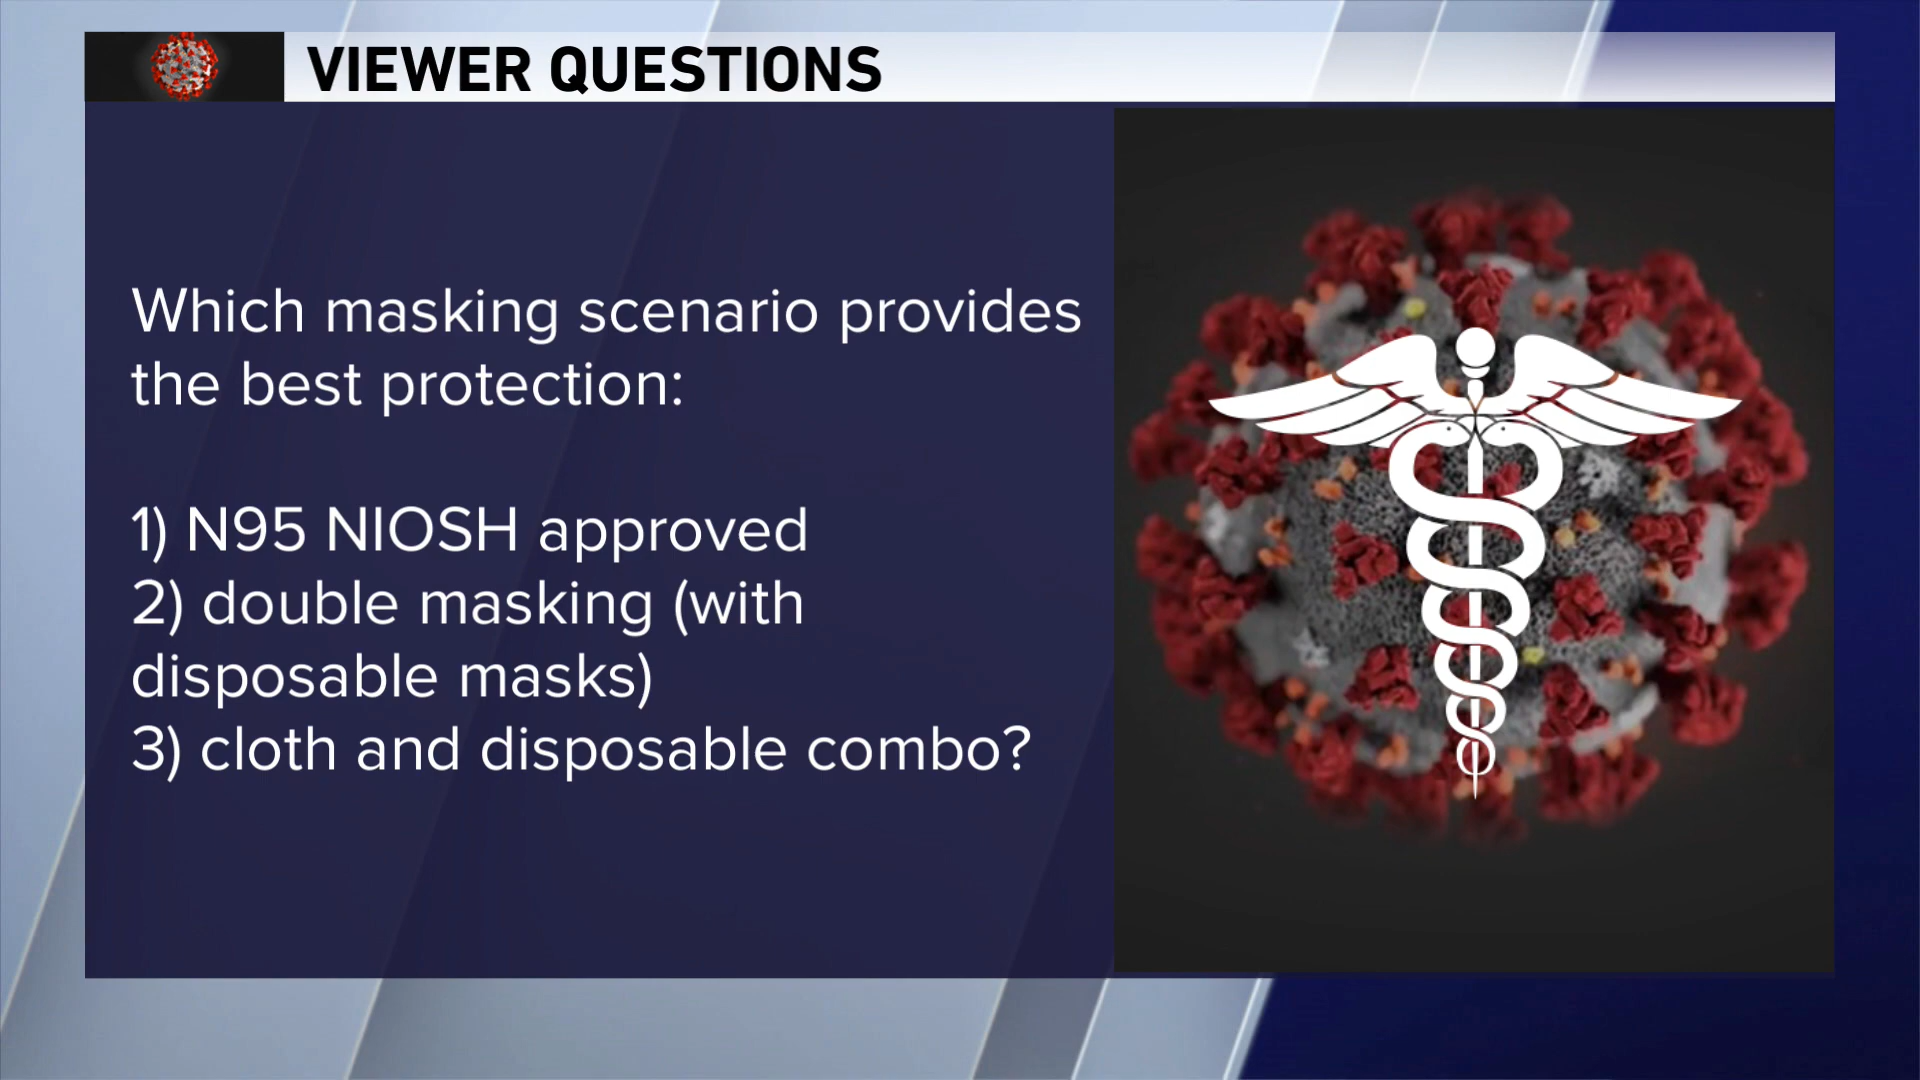 VIEWER QUESTIONS
Which masking scenario provides
the best protection:
1) N95 NIOSH approved
2) double masking (with
disposable masks)
3) cloth and disposable combo?